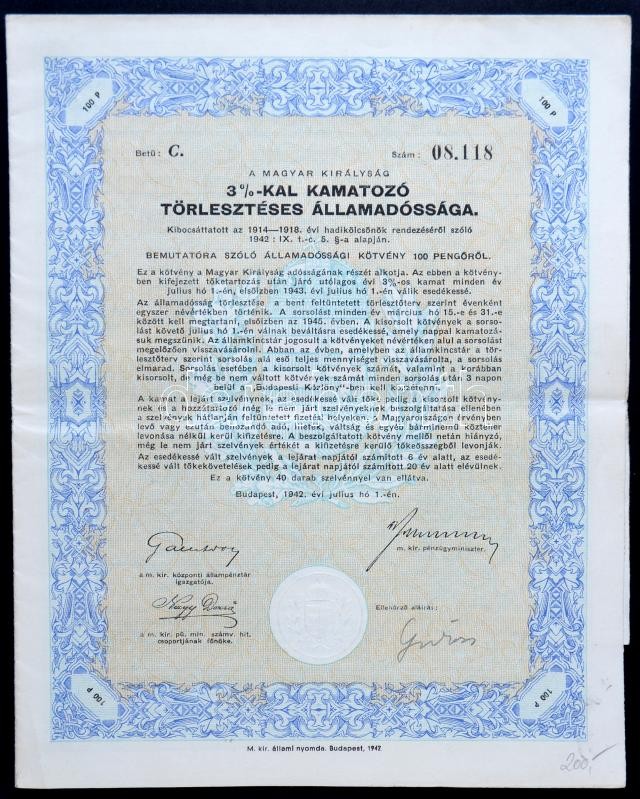 100 P
100 P
Betű: C.
Szám: 08.118
A MAGYAR KIRÁLYSÁG
3%-KAL KAMATOZÓ
TÖRLESZTÉSES ÁLLAMADÓSSÁGA.
Kibocsáttatott az 1914—1918. évi hadikölcsönök rendezéséről szóló
1942: IX. t.-c. 5. §-a alapján.
BEMUTATÓRA SZÓLÓ ÁLLAMADÓSSÁGI KÖTVÉNY 100 PENGŐRŐL.
Ez a kötvény a Magyar Királyság adósságának részét alkotja. Az ebben a kötvény-
ben kifejezett tőketartozás után járó utólagos évi 3%-os kamat minden év
július hó 1.-én, elsőízben 1943. évi július hó 1.-én válik esedékessé.
Az államadósság törlesztése a bent feltüntetett törlesztőterv szerint évenként
egyszer névértékben történik. A sorsolást minden év március hó 15.-e és 31.-e
között kell megtartani, elsőízben az 1945. évben. A kisorsolt kötvények a sorso-
lást követő július hó 1.-én válnak beváltásra esedékessé, amely nappal kamatozá-
suk megszűnik. Az államkincstár jogosult a kötvényeket névértéken alul a sorsolást
megelőzően visszavásárolni. Abban az évben, amelyben az államkincstár a
törlesztőterv szerint sorsolás alá eső teljes mennyiséget visszavásárolta, a sorsolás
elmarad. Sorsolás esetében a kisorsolt kötvények számát, valamint a korábban
kisorsolt, de még be nem váltott kötvények számát minden sorsolás után 3 napon
belül a „Budapesti Közlöny"-ben kell közzétenni.
A kamat a lejárt szelvénynek, az esedékessé vált tőke pedig a kisorsolt kötvény-
nek és a hozzátartozó még le nem járt szelvényeknek beszolgáltatása ellenében
a szelvények hátlapján feltüntetett fizetési helyeken, a Magyarországon érvényben
levő vagy ezután behozandó adó, illeték, váltság és egyéb bárminemű közteher
levonása nélkül kerül kifizetésre. A beszolgáltatott kötvény mellől netán hiányzó,
még le nem járt szelvények értékét a kifizetésre kerülő tőkeösszegből levonják.
Az esedékessé vált szelvények a lejárat napjától számított 6 év alatt, az esedé-
kessé vált tőkekövetelések pedig a lejárat napjától számított 20 év alatt elévülnek.
Ez a kötvény 40 darab szelvénnyel van ellátva.
Budapest, 1942. évi július hó 1.-én.
m. kir. pénzügyminiszter.
a m. kir. központi állampénztár
igazgatója.
Nagy Dezső
Ellenőrző aláírás:
a m. kir. pü. min. számv. hit.
csoportjának főnöke.
100 P
100 P
M. kir. állami nyomda. Budapest, 1942.
200,-